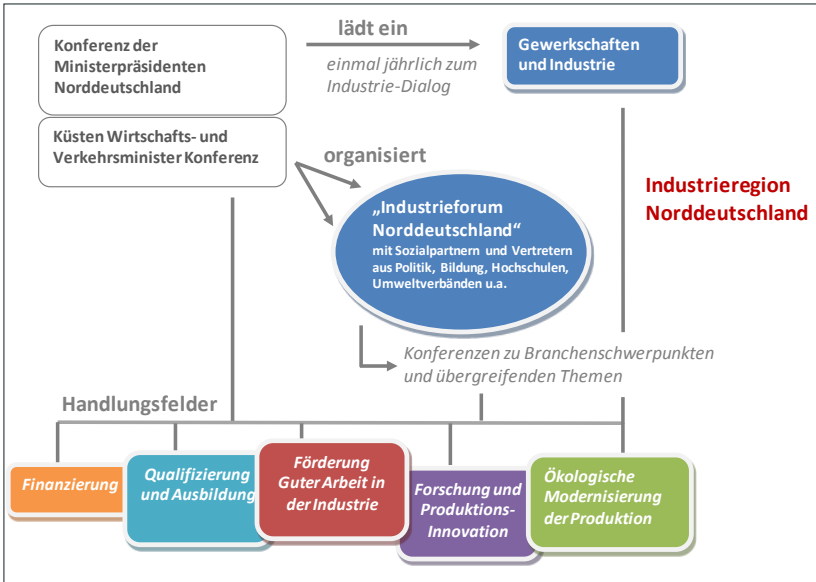 Konferenz der
Ministerpräsidenten
Norddeutschland
lädt ein
einmal jährlich zum
Industrie-Dialog
Gewerkschaften
und Industrie
Küsten Wirtschafts- und
Verkehrsminister Konferenz
organisiert
Industrieregion
Norddeutschland
„Industrieforum
Norddeutschland“
mit Sozialpartnern und Vertretern
aus Politik, Bildung, Hochschulen,
Umweltverbänden u.a.
Konferenzen zu Branchenschwerpunkten
und übergreifenden Themen
Handlungsfelder
Finanzierung
Qualifizierung
und Ausbildung
Förderung
Guter Arbeit in
der Industrie
Forschung und
Produktions-
Innovation
Ökologische
Modernisierung
der Produktion